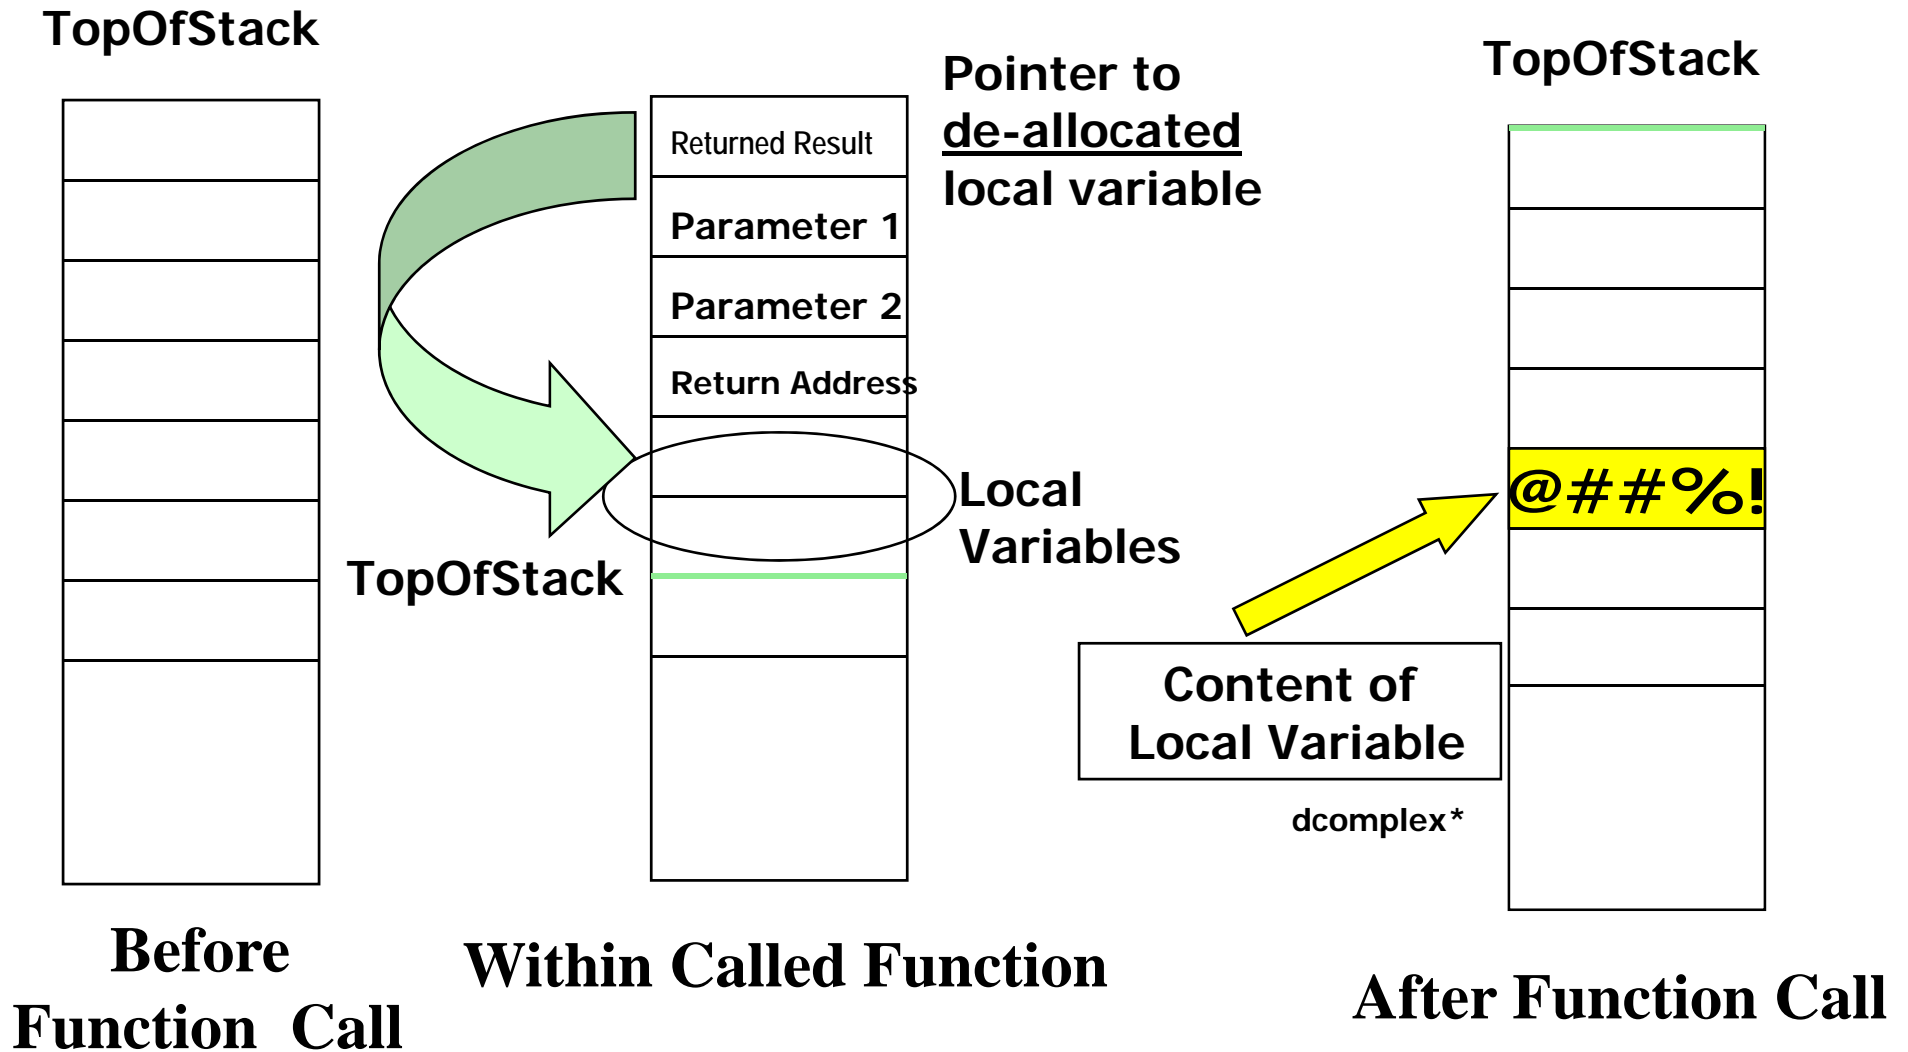 TopOfStack
Before
Function Call
Returned Result
Parameter 1
Parameter 2
Return Address
TopOfStack
Local
Variables
Within Called Function
Pointer to
de-allocated
local variable
TopOfStack
@##%!
Content of
Local Variable
dcomplex*
After Function Call